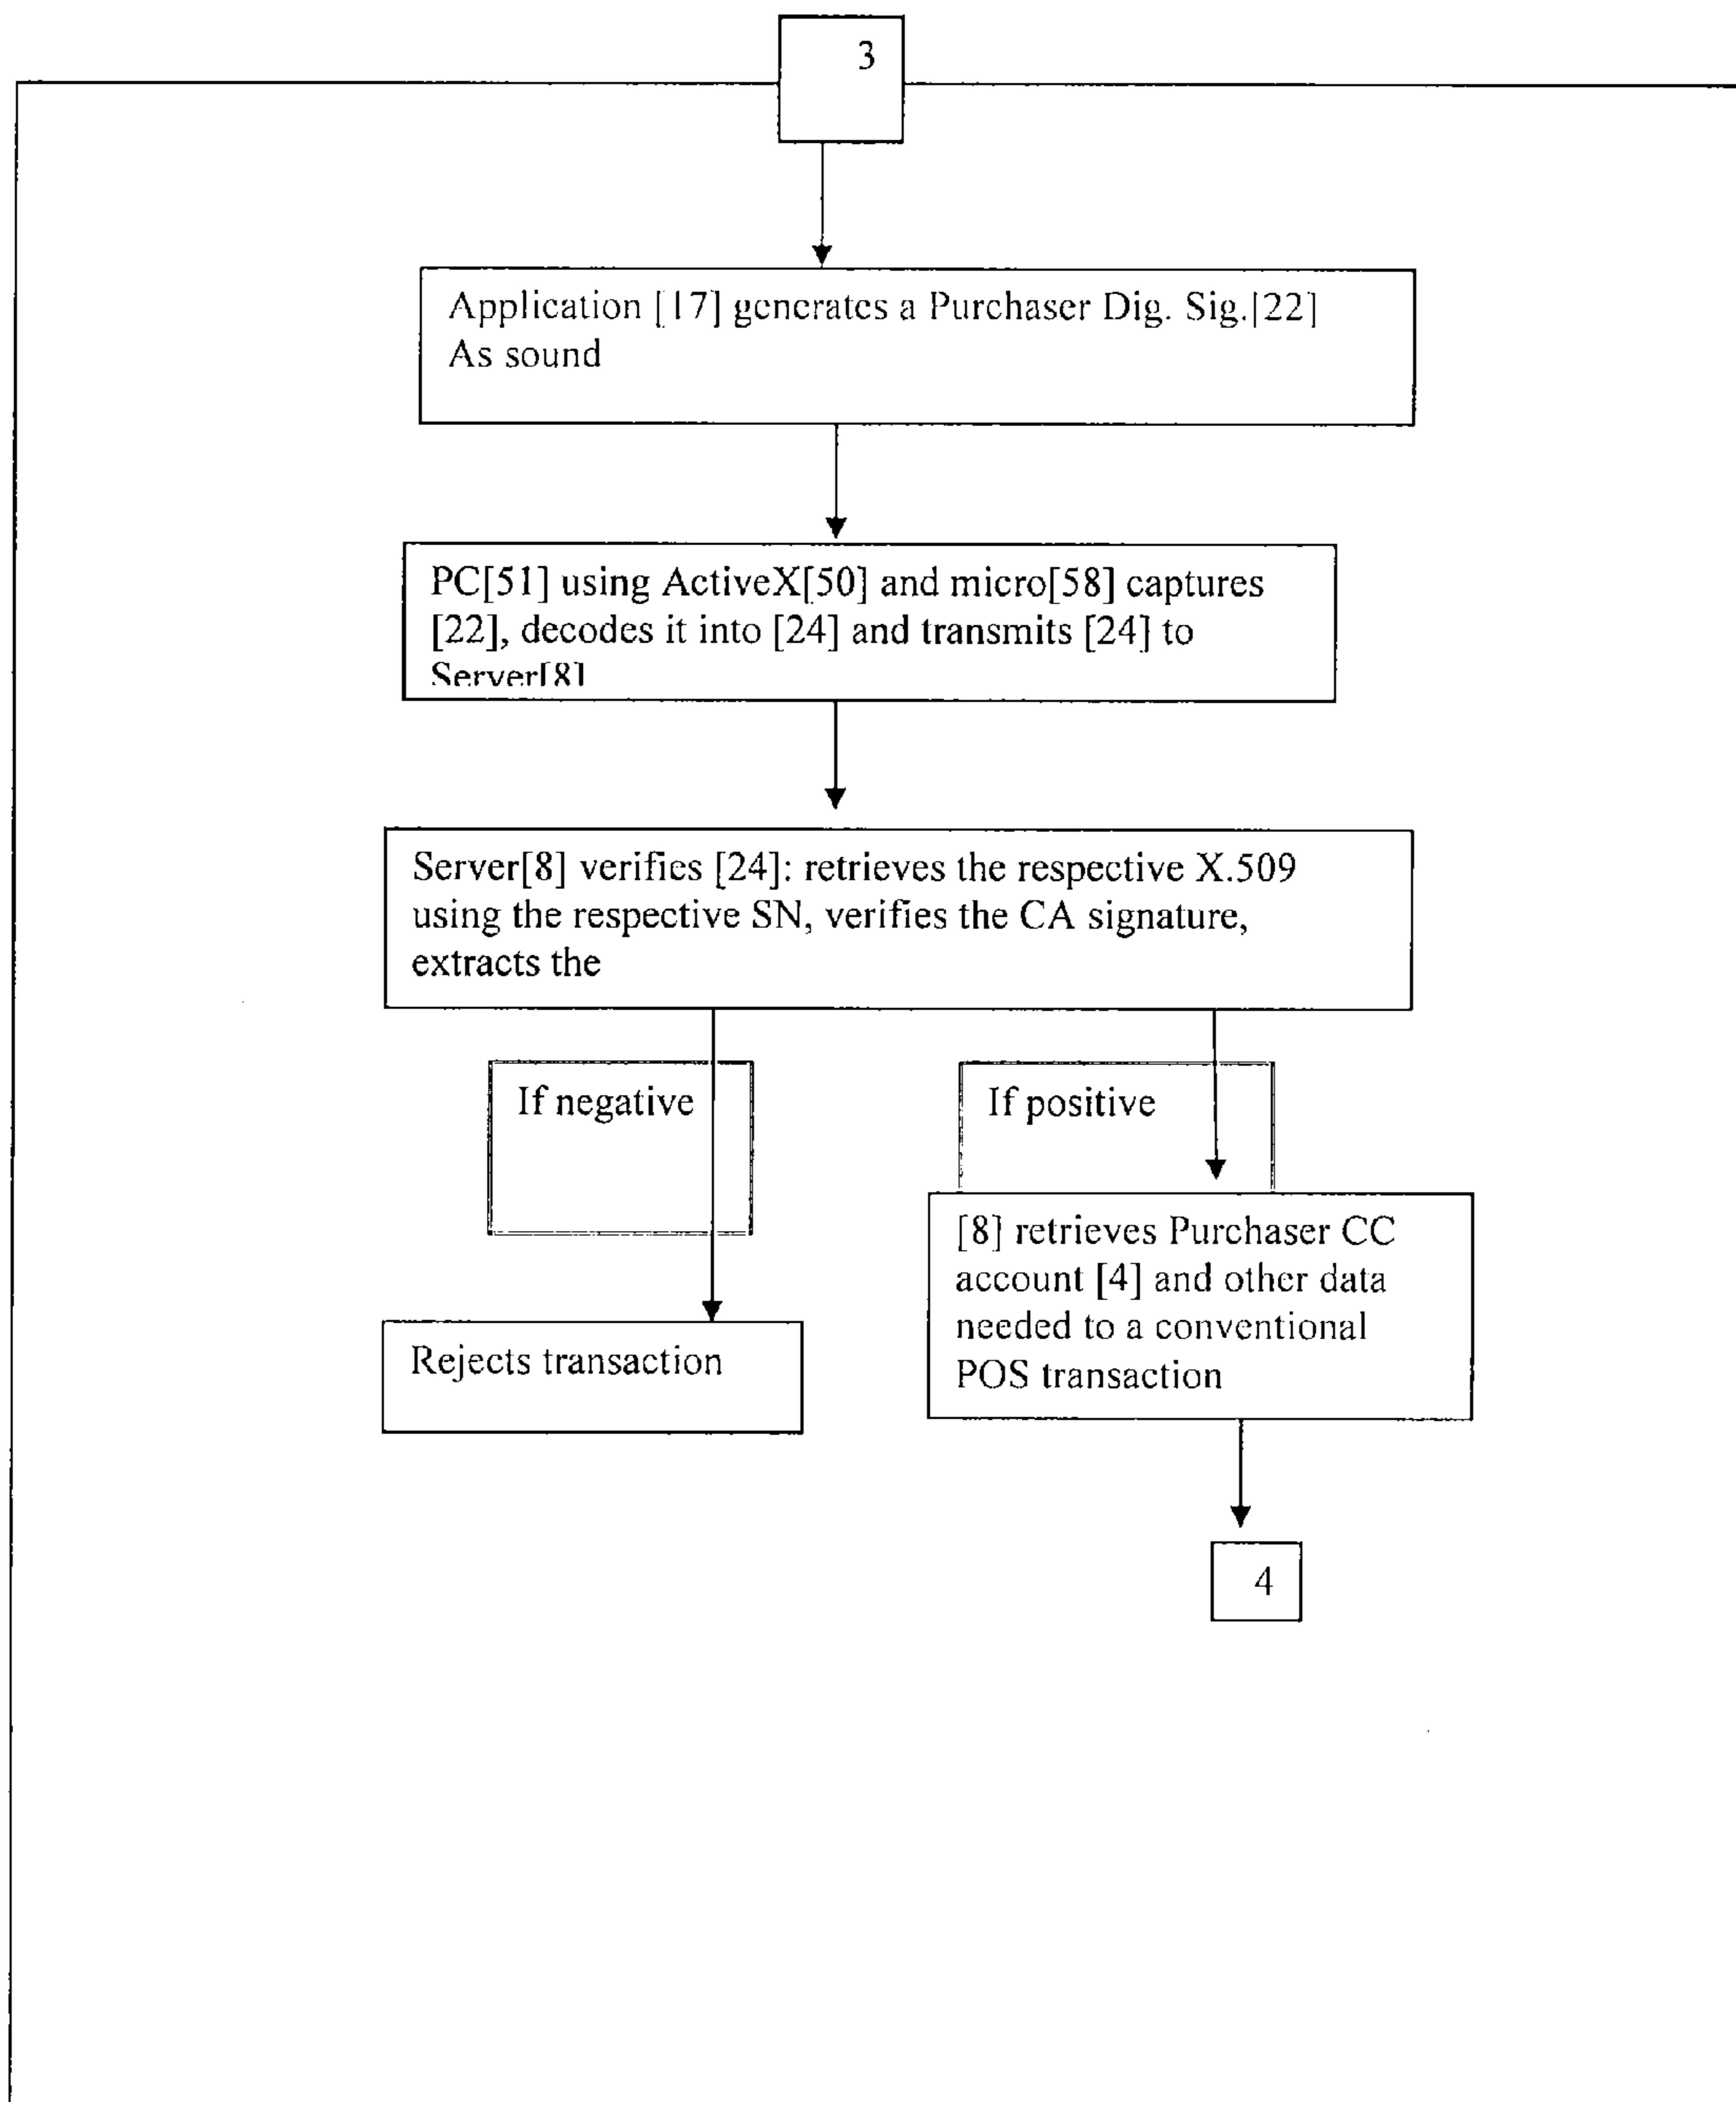 3
Application [17] generates a Purchaser Dig. Sig.[22]
As sound
PC[51] using ActiveX[50] and micro[58] captures
[22], decodes it into [24] and transmits [24] to
Server[8]
Server[8] verifies [24]: retrieves the respective X.509
using the respective SN, verifies the CA signature,
extracts the
If negative
If positive
[8] retrieves Purchaser CC
account [4] and other data
needed to a conventional
POS transaction
Rejects transaction
4